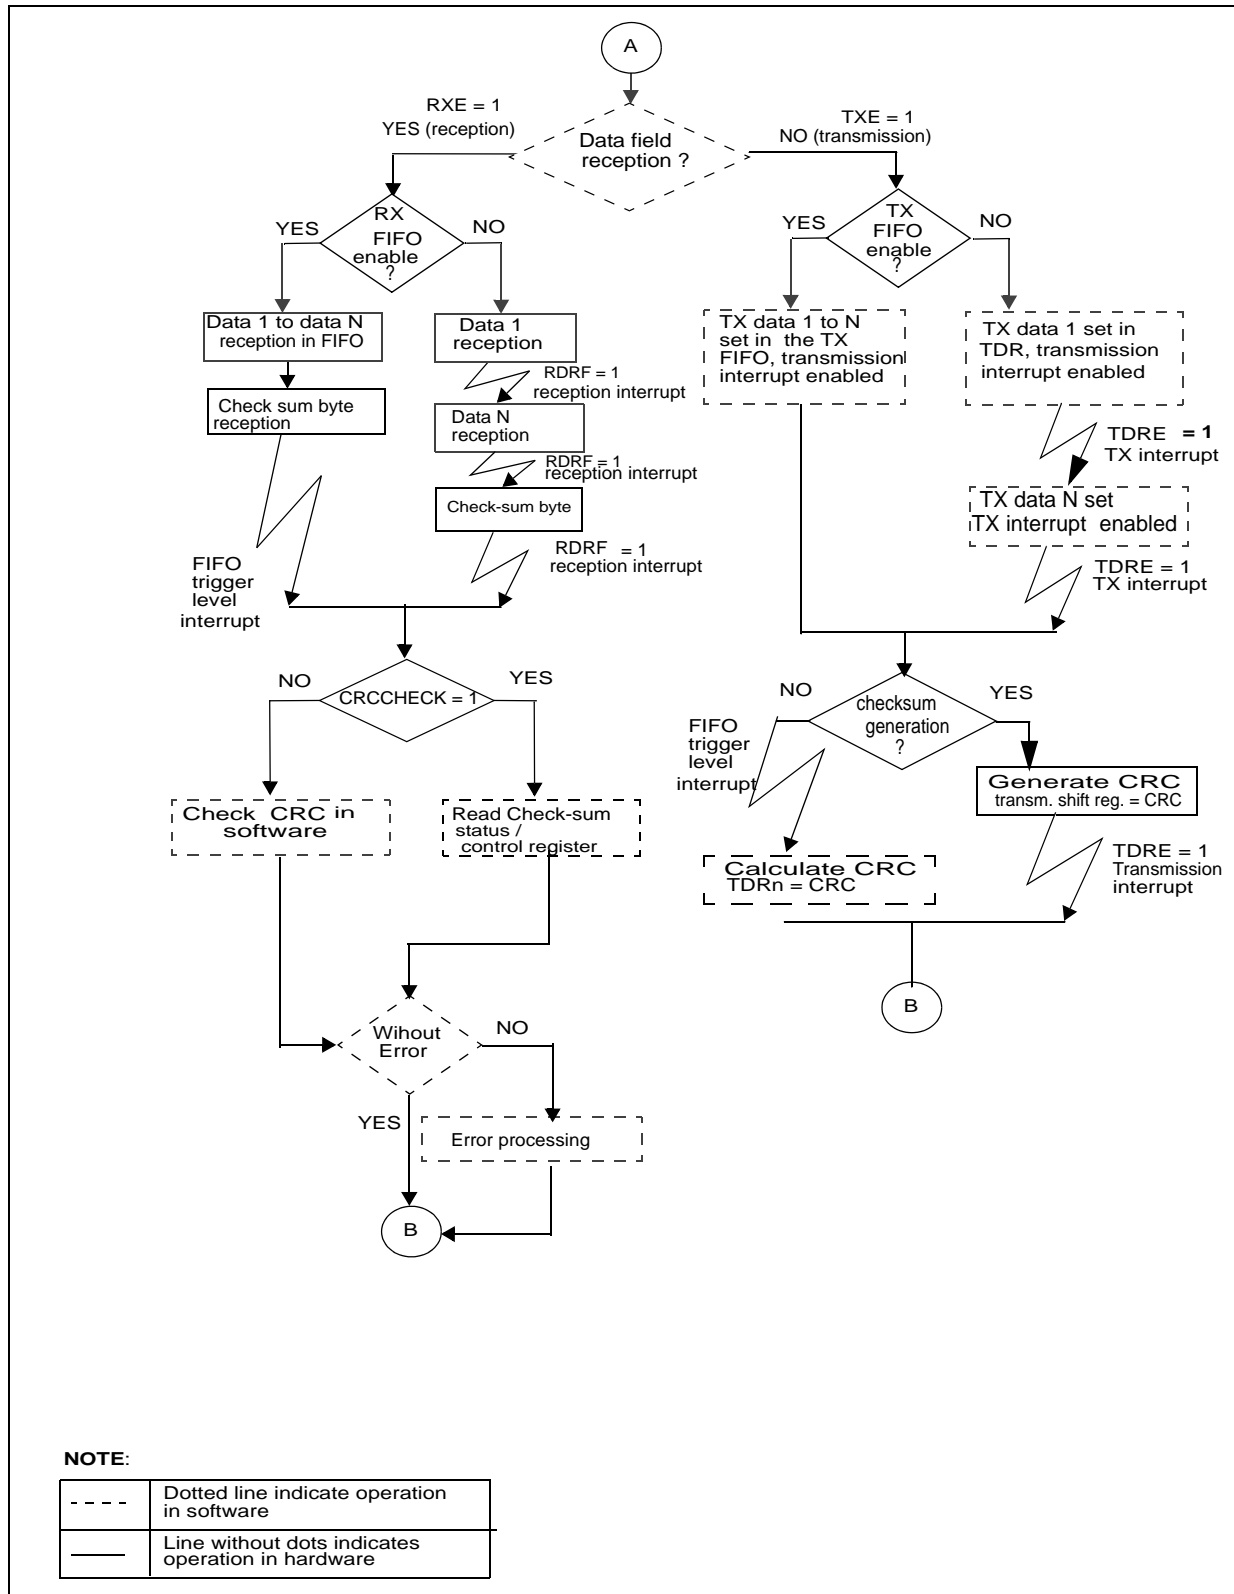 A
RXE = 1
YES (reception)
TXE = 1
NO (transmission)
Data field
reception ?
YES
RX
FIFO
enable
?
NO
YES
TX
FIFO
enable
?
NO
Data 1 to data N
reception in FIFO
Data 1
reception
TX data 1 to N
set in the TX
FIFO, transmission
interrupt enabled
TX data 1 set in
TDR, transmission
interrupt enabled
RDRF = 1
reception interrupt
Check sum byte
reception
Data N
reception
RDRF = 1
reception interrupt
TDRE = 1
TX interrupt
Check-sum byte
TX data N set
TX interrupt enabled
RDRF = 1
reception interrupt
FIFO
trigger
level
interrupt
TDRE = 1
TX interrupt
NO
CRCCHECK = 1
YES
NO
checksum
generation
?
YES
FIFO
trigger
level
interrupt
Generate CRC
transm. shift reg. = CRC
Check CRC in
software
Read Check-sum
status /
control register
Calculate CRC
TDRn = CRC
TDRE = 1
Transmission
interrupt
B
Wihout
Error
NO
YES
Error processing
B
NOTE:
Dotted line indicate operation
in software
Line without dots indicates
operation in hardware